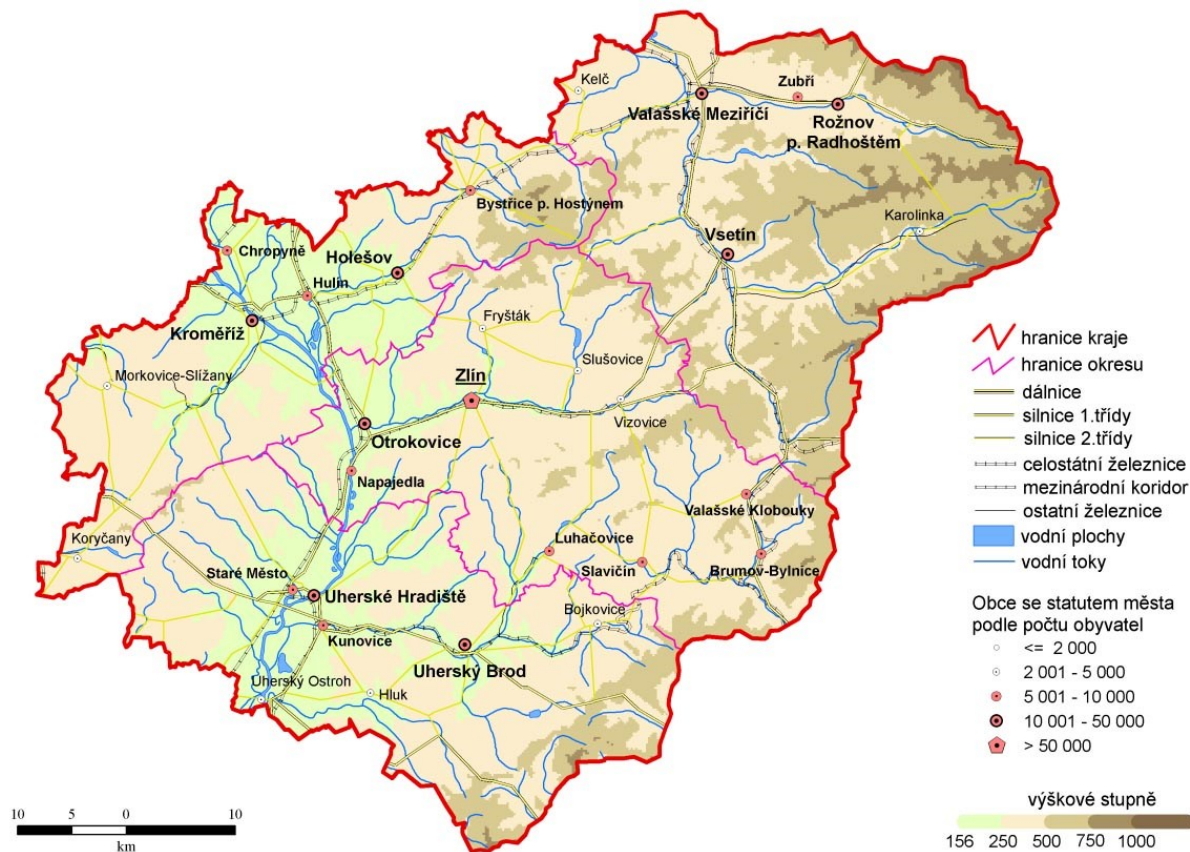 Kelč
Zubří
Valašské Meziříčí
Rožnov
p. Radhoštěm
Bystřice p. Hostýnem
Karolinka
Chropyně
Holešov
Vsetín
Hulín
Kroměříž
Fryšták
Slušovice
Morkovice-Slížany
Zlín
Vizovice
Otrokovice
Napajedla
Valašské Klobouky
Koryčany
Luhačovice
Slavičín
Brumov-Bylnice
Staré Město
Uherské Hradiště
Bojkovice
Kunovice
Uherský Brod
Uherský Ostroh
Hluk
hranice kraje
hranice okresu
dálnice
silnice 1.třídy
silnice 2.třídy
celostátní železnice
mezinárodní koridor
ostatní železnice
vodní plochy
vodní toky
Obce se statutem města
podle počtu obyvatel
<= 2 000
2 001 - 5 000
5 001 - 10 000
10 001 - 50 000
> 50 000
výškové stupně
156 250 500 750 1000
10 5 0 10
km